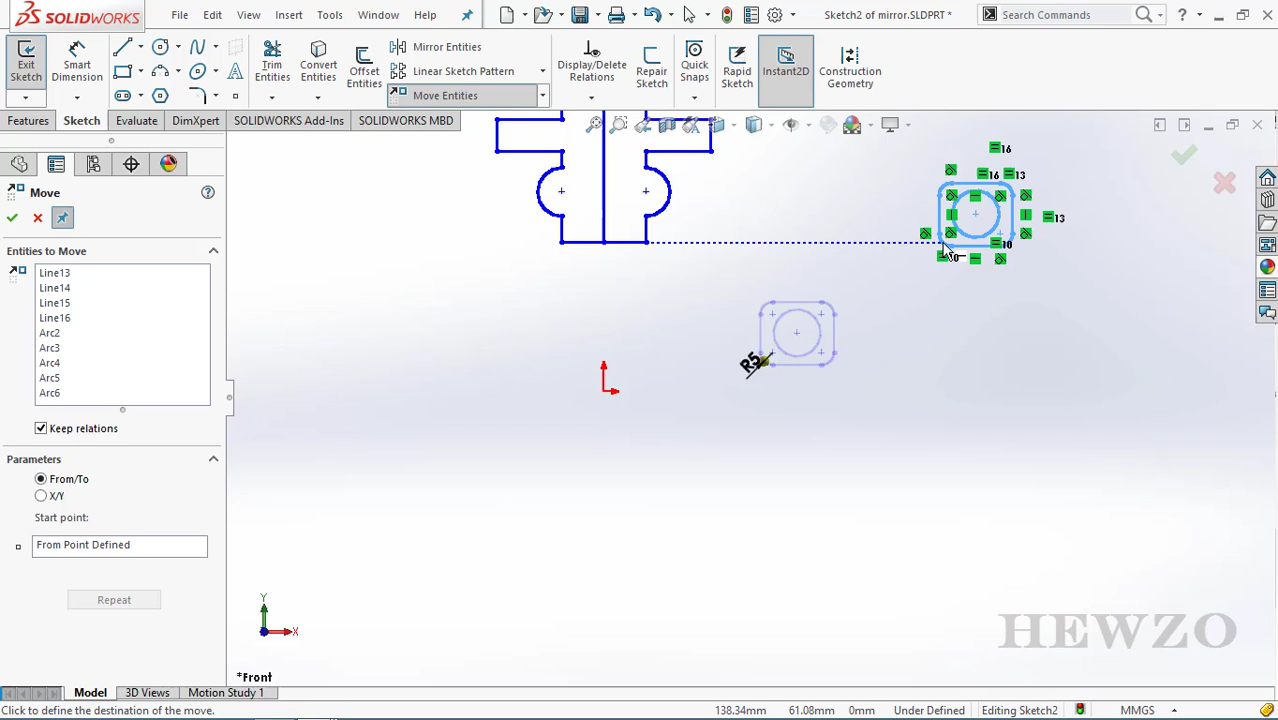 SOLIDWORKS File Edit View Insert Tools Window Help Sketch2 of mirror.SLDPRT * Search Commands ?
Exit Sketch Smart Dimension Trim Entities Convert Entities Offset Entities Mirror Entities Linear Sketch Pattern Move Entities Display/Delete Relations Repair Sketch Quick Snaps Rapid Sketch Instant2D Construction Geometry
Features Sketch Evaluate DimXpert SOLIDWORKS Add-Ins SOLIDWORKS MBD
16
16 13
13
10
Move
Entities to Move
Line13
Line14
Line15
Line16
Arc2
Arc3
Arc4
Arc5
Arc6
R5
Keep relations
Parameters
From/To
X/Y
Start point:
From Point Defined
Repeat
Y
X
HEWZO
*Front
Model 3D Views Motion Study 1
Click to define the destination of the move. 138.34mm 61.08mm 0mm Under Defined Editing Sketch2 MMGS